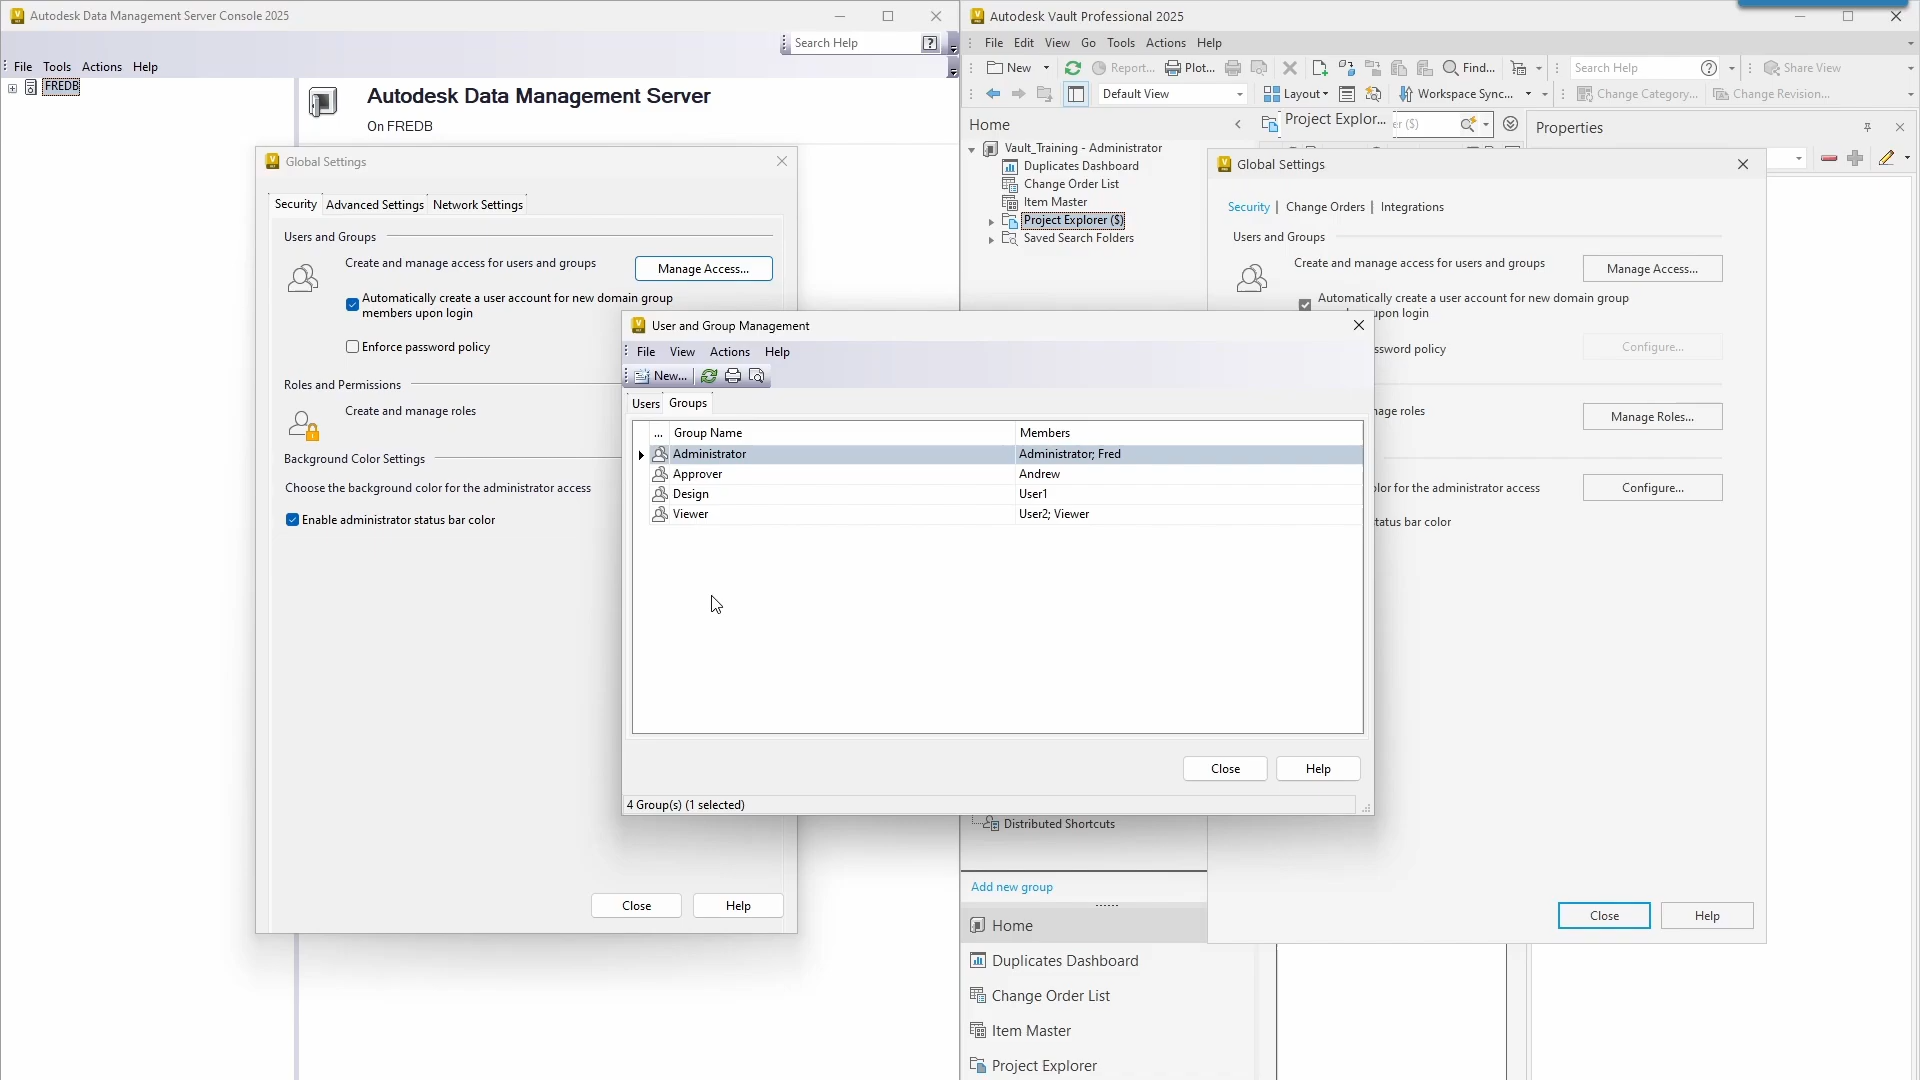 Autodesk Data Management Server Console 2025
Search Help
File Tools Actions Help
FREDB
Autodesk Data Management Server
On FREDB
Global Settings
Security Advanced Settings Network Settings
Users and Groups
Create and manage access for users and groups
Manage Access...
Automatically create a user account for new domain group
members upon login
Enforce password policy
Roles and Permissions
Create and manage roles
Background Color Settings
Choose the background color for the administrator access
Enable administrator status bar color
Close Help
User and Group Management
File View Actions Help
New...
Users Groups
... Group Name Members
Administrator Administrator; Fred
Approver Andrew
Design User1
Viewer User2; Viewer
Close Help
4 Group(s) (1 selected)
Autodesk Vault Professional 2025
File Edit View Go Tools Actions Help
New Report... Plot... Find... Search Help Share View
Default View Layout Workspace Sync... Change Category... Change Revision...
Home
Project Explor... er ($)
Properties
Vault_Training - Administrator
Duplicates Dashboard
Change Order List
Item Master
Project Explorer ($)
Saved Search Folders
Global Settings
Security | Change Orders | Integrations
Users and Groups
Create and manage access for users and groups
Manage Access...
Automatically create a user account for new domain group
upon login
ssword policy
Configure...
nage roles
Manage Roles...
olor for the administrator access
Configure...
tatus bar color
Close Help
Distributed Shortcuts
Add new group
Home
Duplicates Dashboard
Change Order List
Item Master
Project Explorer